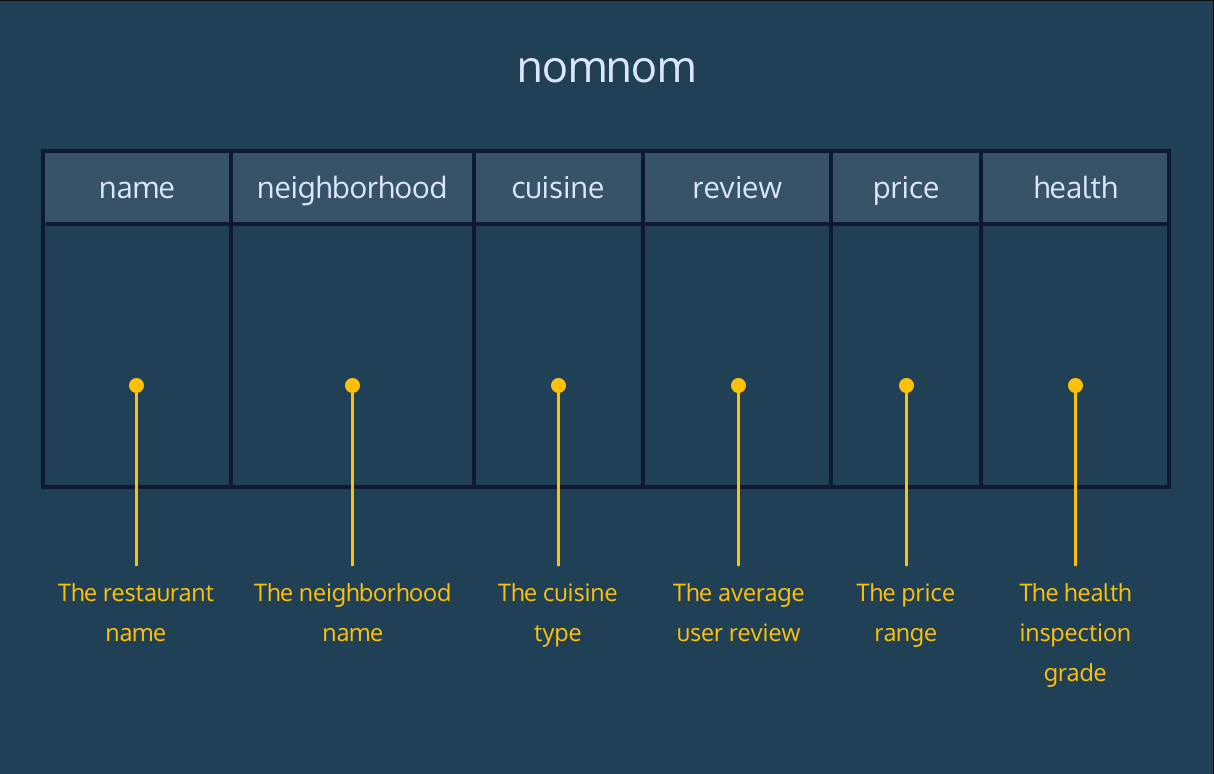 nomnom
name neighborhood cuisine review price health
The restaurant name
The neighborhood name
The cuisine type
The average user review
The price range
The health inspection grade